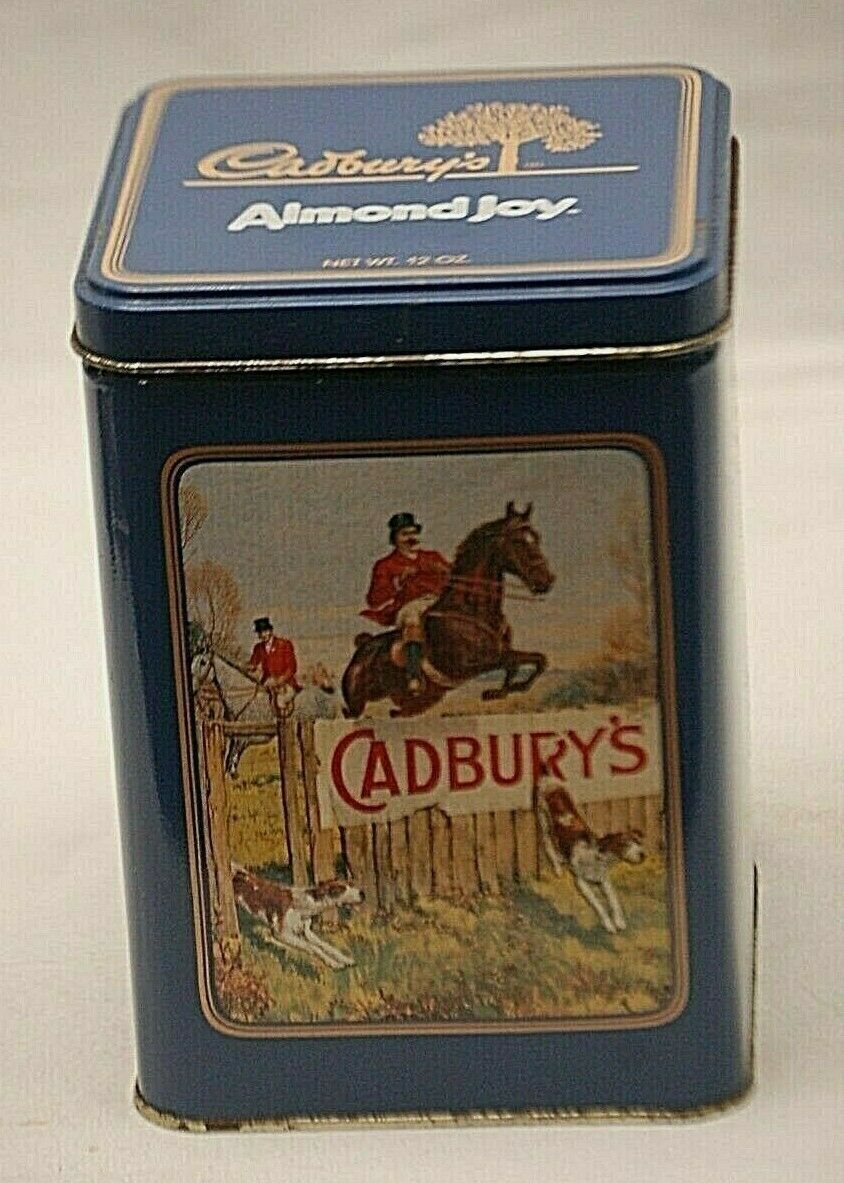 Cadbury's
Almond Joy
NET WT. 12 OZ.
CADBURY'S